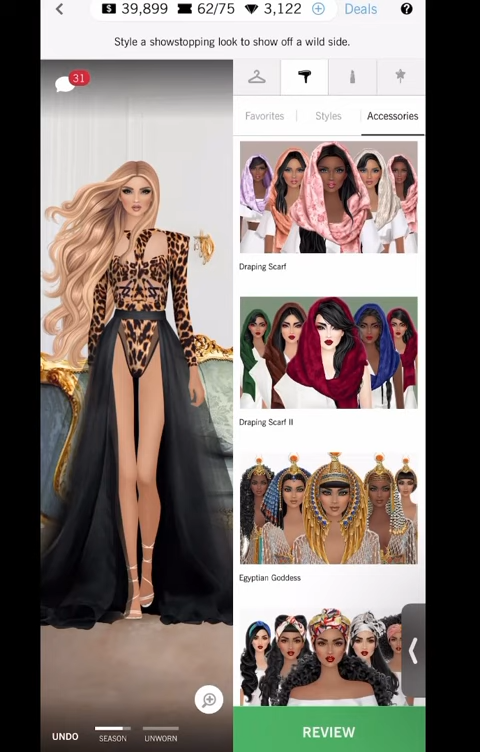 39,899 62/75 3,122 Deals ?
Style a showstopping look to show off a wild side.
31
Favorites Styles Accessories
Draping Scarf
Draping Scarf II
Egyptian Goddess
UNDO SEASON UNWORN
REVIEW